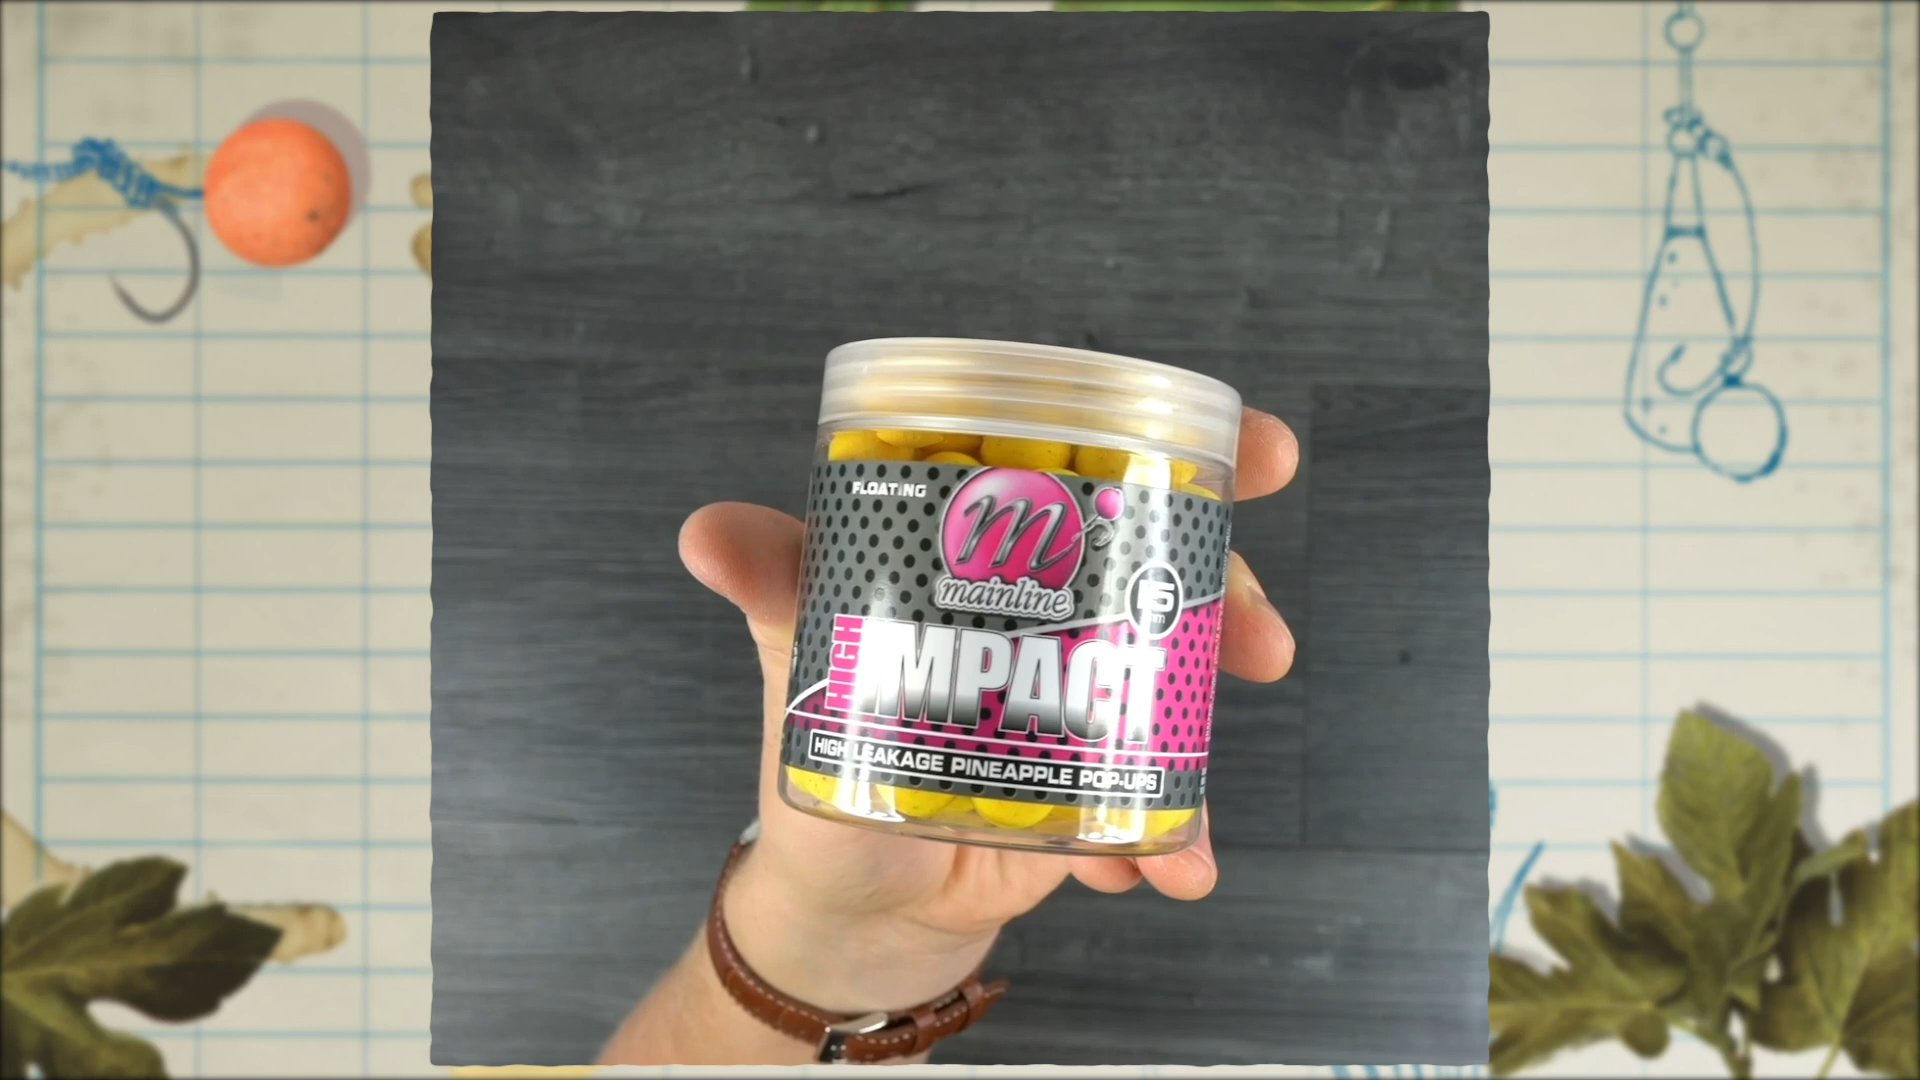 FLOATING
m
mainline
15
mm
HIGH
IMPACT
HIGH LEAKAGE PINEAPPLE POP-UPS